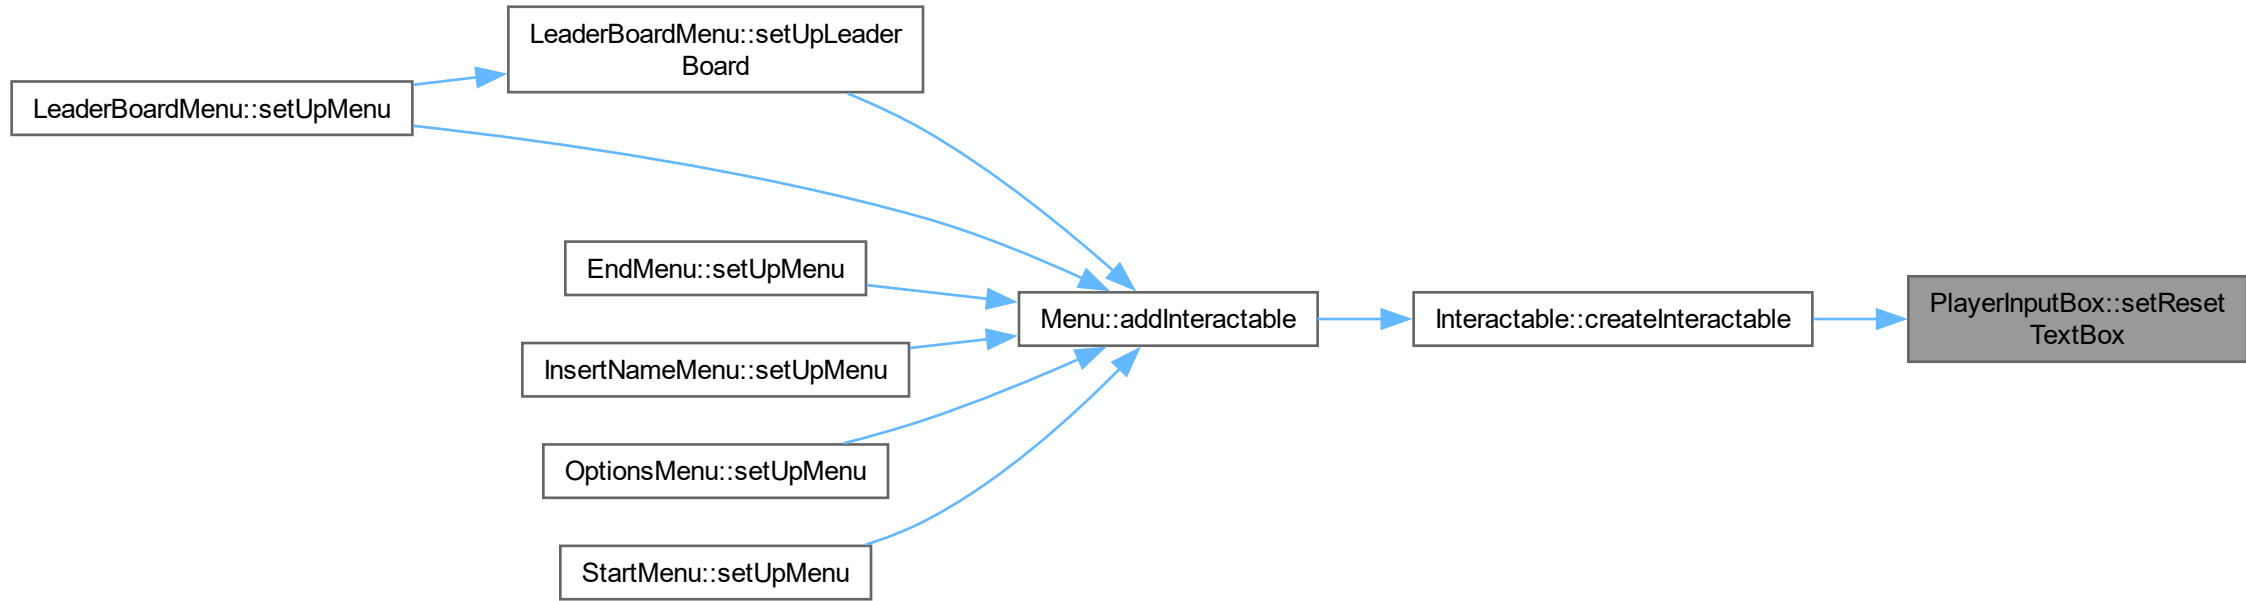 LeaderBoardMenu::setUpLeader
Board
LeaderBoardMenu::setUpMenu
EndMenu::setUpMenu
InsertNameMenu::setUpMenu
OptionsMenu::setUpMenu
StartMenu::setUpMenu
Menu::addInteractable
Interactable::createInteractable
PlayerInputBox::setReset
TextBox